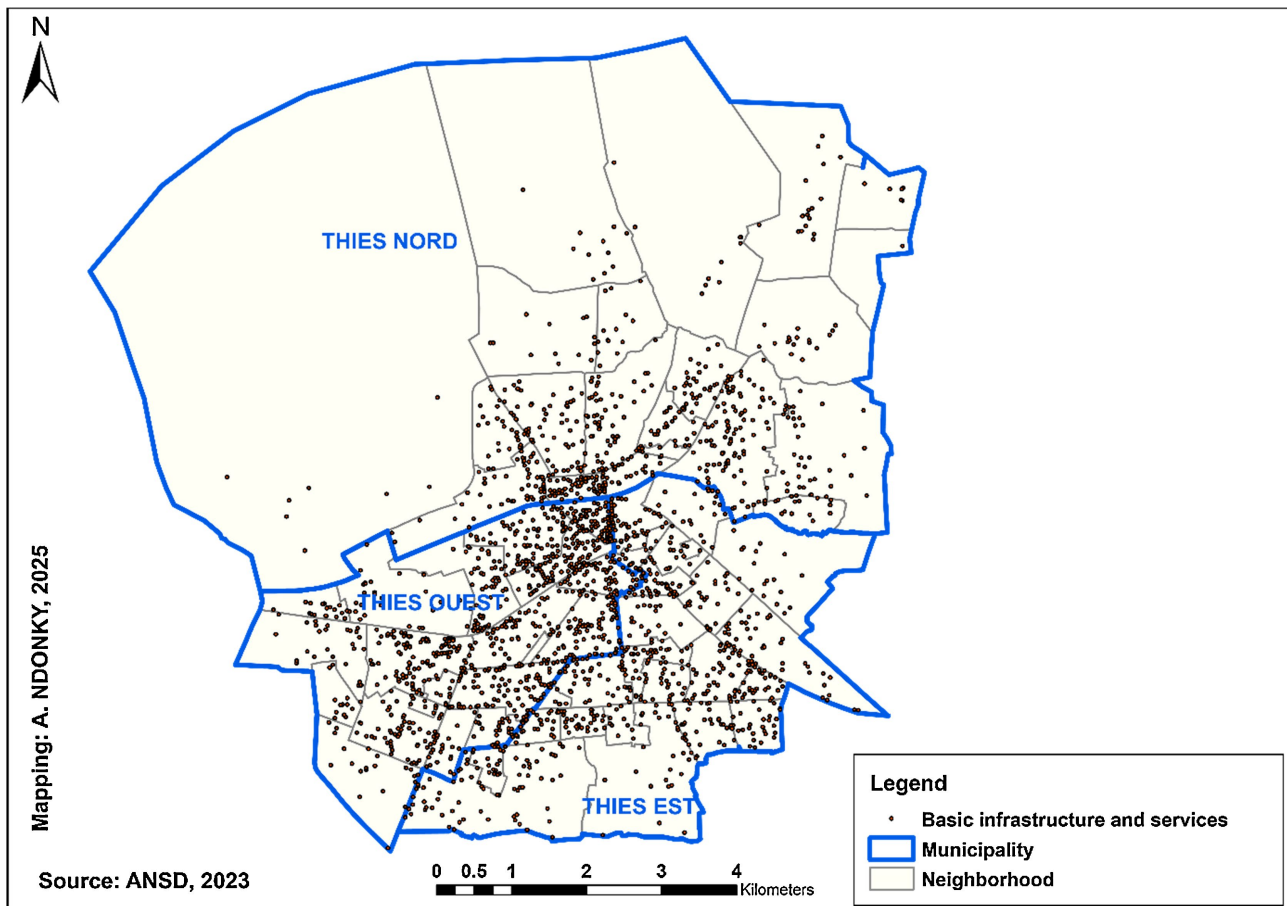 N
THIES NORD
THIES OUEST
THIES EST
Mapping: A. NDONKY, 2025
Source: ANSD, 2023
0 0.5 1 2 3 4
Kilometers
Legend
Basic infrastructure and services
Municipality
Neighborhood